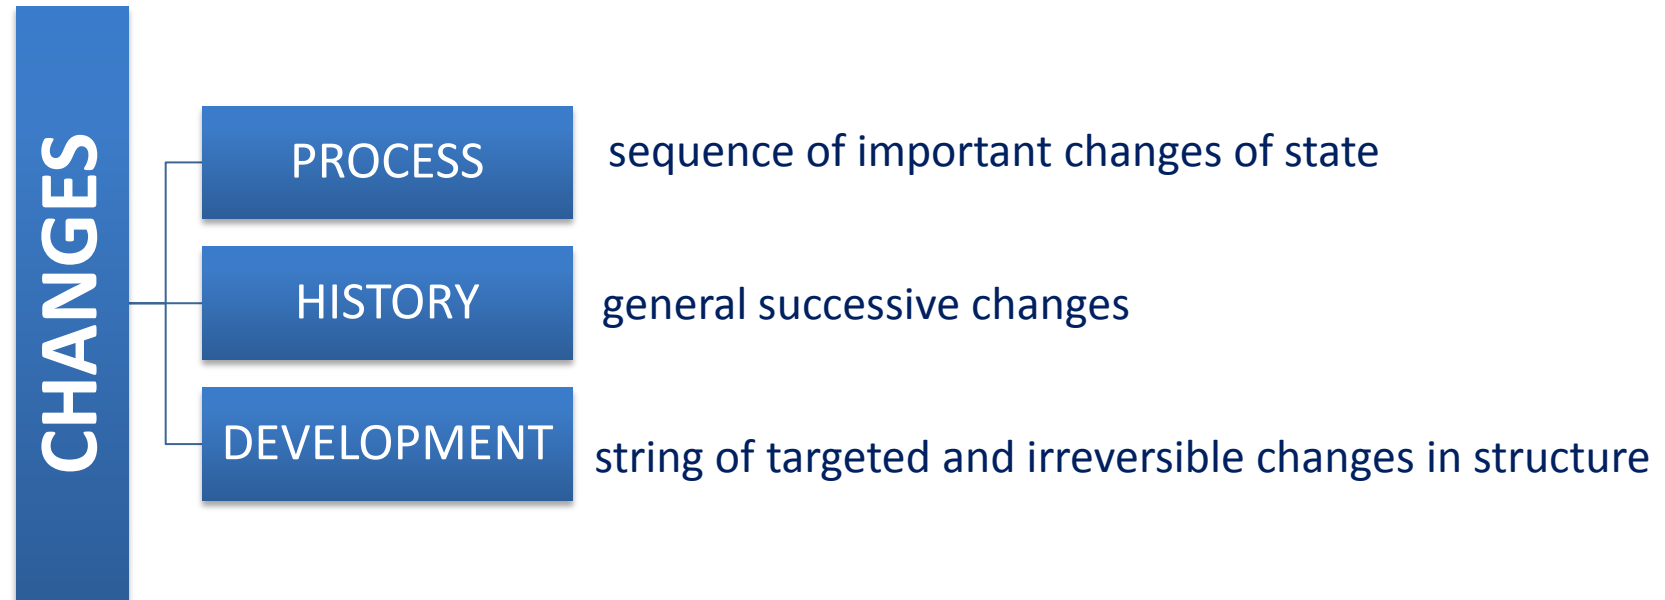 CHANGES
PROCESS
sequence of important changes of state
HISTORY
general successive changes
DEVELOPMENT
string of targeted and irreversible changes in structure